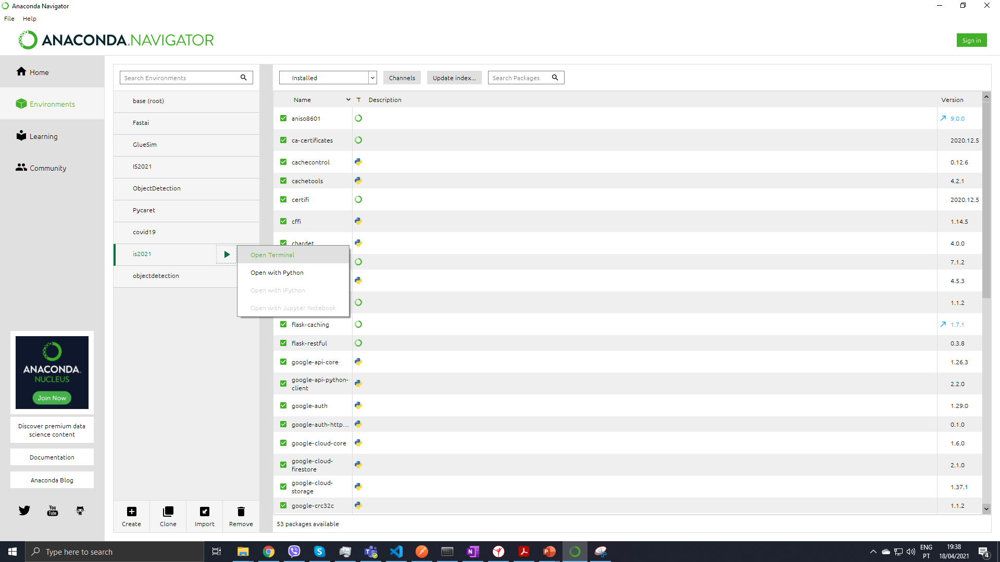 Anaconda Navigator
File Help
ANACONDA.NAVIGATOR
Sign in
Home
Environments
Learning
Community
ANACONDA.
NUCLEUS
Join Now
Discover premium data
science content
Documentation
Anaconda Blog
You
Tube
Search Environments
base (root)
Fastai
GlueSim
IS2021
ObjectDetection
Pycaret
covid19
is2021
objectdetection
Open Terminal
Open with Python
Open with IPython
Open with Jupyter Notebook
Create Clone Import Remove
Installed Channels Update index... Search Packages
Name T Description Version
aniso8601 9.0.0
ca-certificates 2020.12.5
cachecontrol 0.12.6
cachetools 4.2.1
certifi 2020.12.5
cffi 1.14.5
chardet 4.0.0
7.1.2
4.5.3
1.1.2
flask-caching 1.7.1
flask-restful 0.3.8
google-api-core 1.26.3
google-api-python-
client 2.2.0
google-auth 1.29.0
google-auth-http... 0.1.0
google-cloud-core 1.6.0
google-cloud-
firestore 2.1.0
google-cloud-
storage 1.37.1
google-crc32c 1.1.2
53 packages available
Type here to search
ENG
PT
19:38
18/04/2021
4